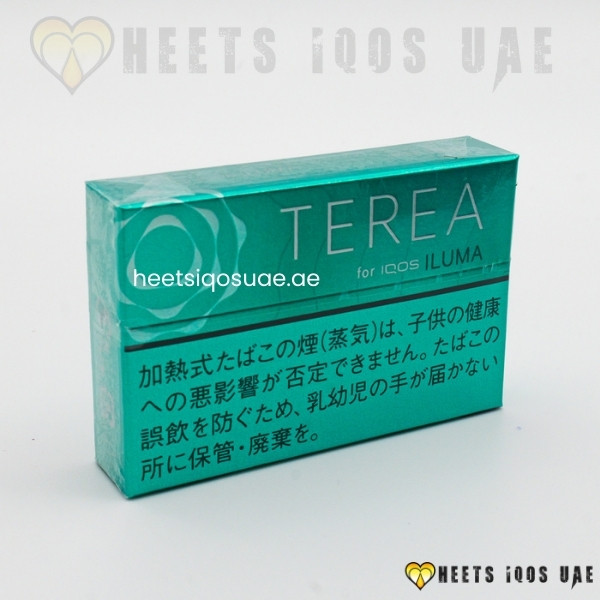 HEETS iQOS UAE
TEREA
for IQOS ILUMA
heetsiqosuae.ae
加熱式たばこの煙(蒸気)は、子供の健康
への悪影響が否定できません。たばこの
誤飲を防ぐため、乳幼児の手が届かない
所に保管・廃棄を。
HEETS iQOS UAE